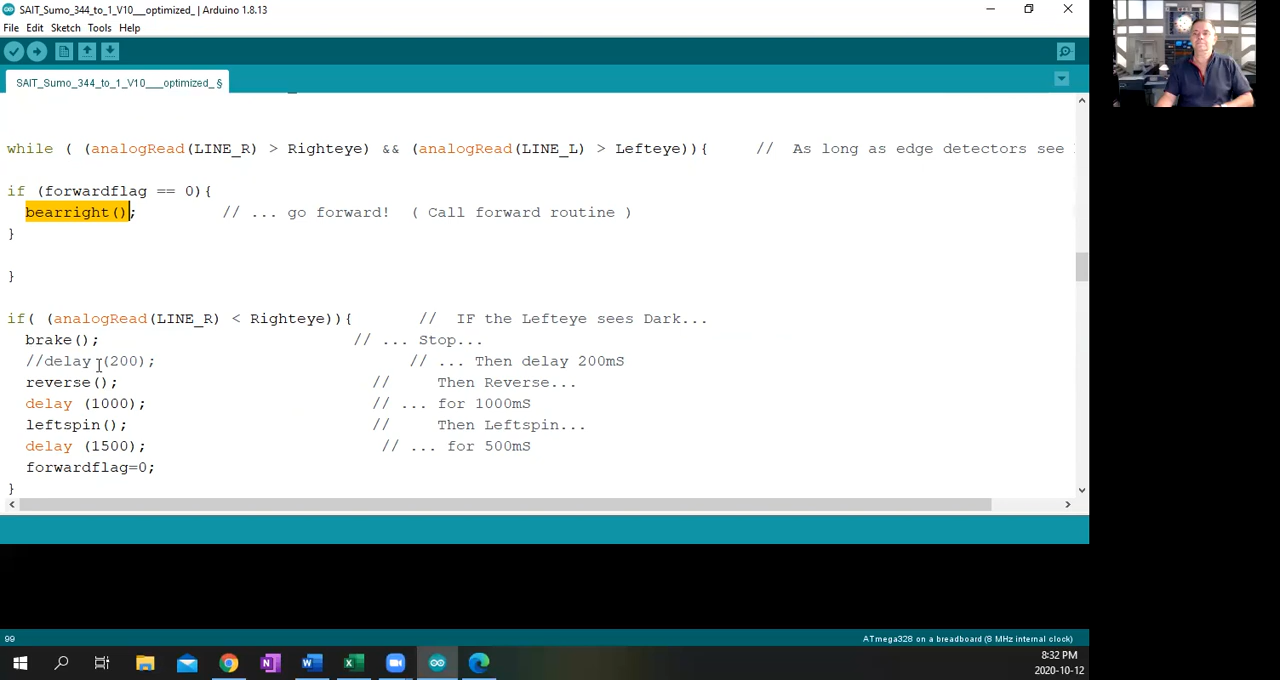 SAIT_Sumo_344_to_1_V10___optimized_ | Arduino 1.8.13
File Edit Sketch Tools Help
SAIT_Sumo_344_to_1_V10___optimized_ §
while ( (analogRead(LINE_R) > Righteye) && (analogRead(LINE_L) > Lefteye)){ // As long as edge detectors see
if (forwardflag == 0){
bearright(); // ... go forward! ( Call forward routine )
}
}
if( (analogRead(LINE_R) < Righteye)){ // IF the Lefteye sees Dark...
brake(); // ... Stop...
//delay (200); // ... Then delay 200mS
reverse(); // Then Reverse...
delay (1000); // ... for 1000mS
leftspin(); // Then Leftspin...
delay (1500); // ... for 500mS
forwardflag=0;
}
99 ATmega328 on a breadboard (8 MHz internal clock)
8:32 PM
2020-10-12